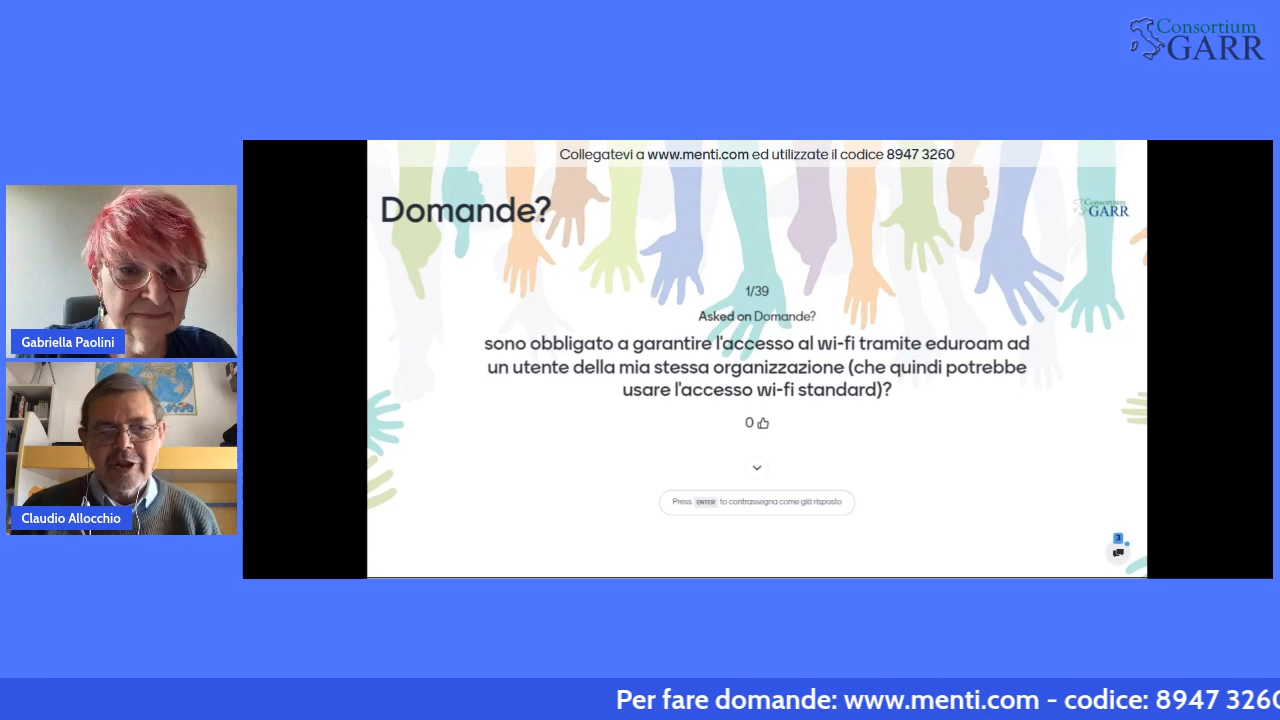 Consortium
GARR
Collegatevi a www.menti.com ed utilizzate il codice 8947 3260
Domande?
Consortium
GARR
1/39
Asked on Domande?
sono obbligato a garantire l'accesso al wi-fi tramite eduroam ad
un utente della mia stessa organizzazione (che quindi potrebbe
usare l'accesso wi-fi standard)?
0
Press ENTER to contrassegna come già risposto
3
Gabriella Paolini
Claudio Allocchio
Per fare domande: www.menti.com - codice: 8947 3260